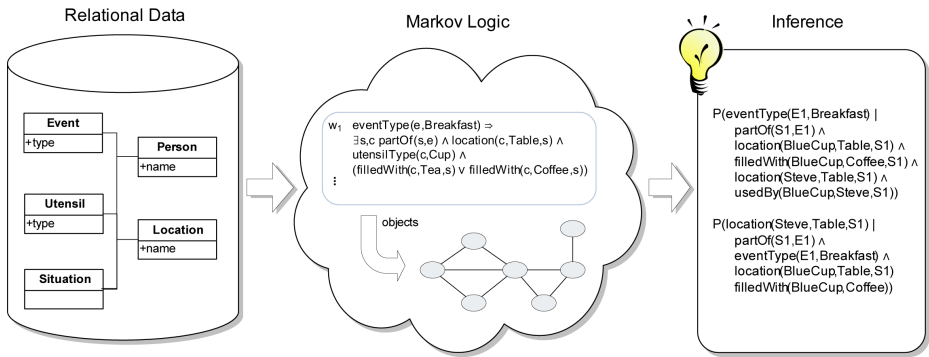 Relational Data
Event
+type
Person
+name
Utensil
+type
Location
+name
Situation
Markov Logic
w1 eventType(e,Breakfast) ⇒
∃s,c partOf(s,e) ∧ location(c,Table,s) ∧
utensilType(c,Cup) ∧
(filledWith(c,Tea,s) ∨ filledWith(c,Coffee,s))
⋮
objects
Inference
P(eventType(E1,Breakfast) |
partOf(S1,E1) ∧
location(BlueCup,Table,S1) ∧
filledWith(BlueCup,Coffee,S1) ∧
location(Steve,Table,S1) ∧
usedBy(BlueCup,Steve,S1))
P(location(Steve,Table,S1) |
partOf(S1,E1) ∧
eventType(E1,Breakfast) ∧
location(BlueCup,Table,S1)
filledWith(BlueCup,Coffee))